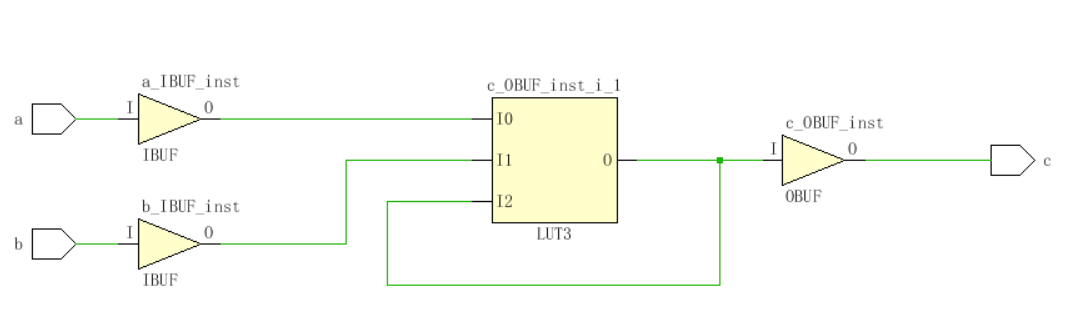 a_IBUF_inst
a
I
O
IBUF
b_IBUF_inst
b
I
O
IBUF
c_OBUF_inst_i_1
I0
I1
I2
O
LUT3
c_OBUF_inst
I
O
OBUF
c